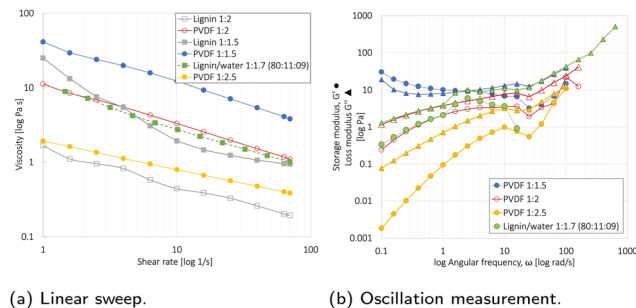 100
10
1
0.1
1
10
100
Viscosity [log Pa s]
Shear rate [log 1/s]
Lignin 1:2
PVDF 1:2
Lignin 1:1.5
PVDF 1:1.5
Lignin/water 1:1.7 (80:11:09)
PVDF 1:2.5
(a) Linear sweep.
1000
100
10
1
0.1
0.01
0.001
0.1
1
10
100
1000
Storage modulus, G' ●
Loss modulus G'' ▲
[log Pa]
log Angular frequency, ω [log rad/s]
PVDF 1:1.5
PVDF 1:2
PVDF 1:2.5
Lignin/water 1:1.7 (80:11:09)
(b) Oscillation measurement.